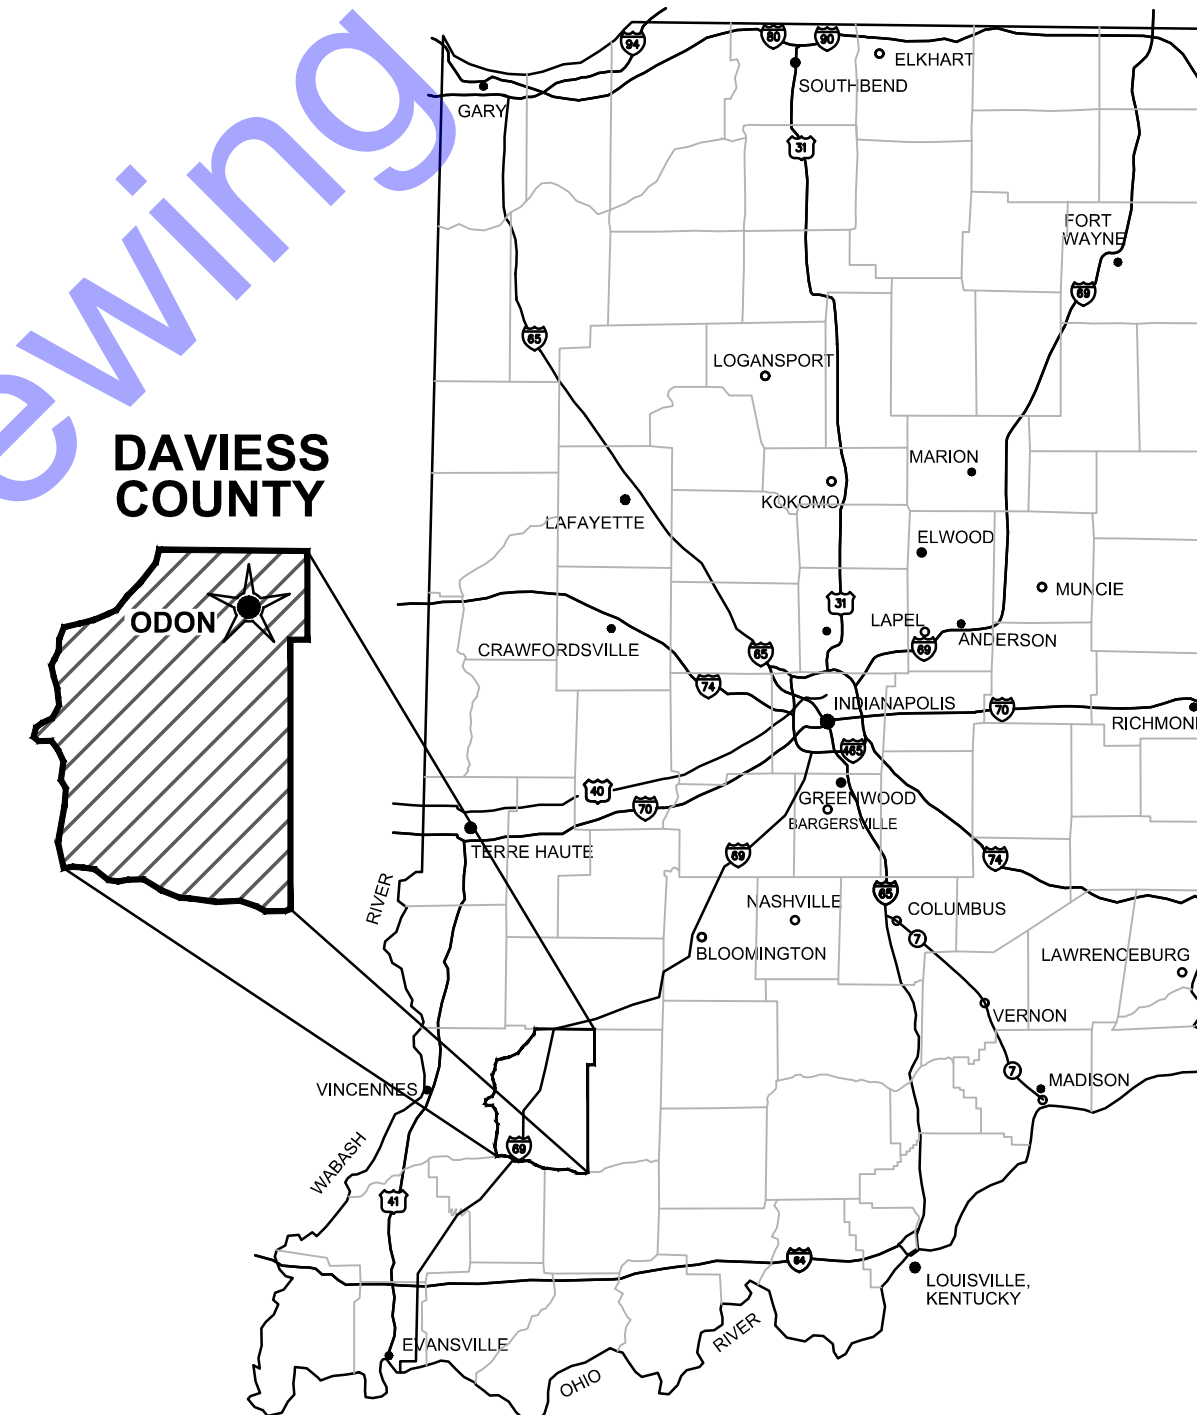 94
80
90
ELKHART
SOUTHBEND
GARY
31
FORT
WAYNE
69
65
LOGANSPORT
ewing
DAVIESS
COUNTY
MARION
KOKOMO
LAFAYETTE
ELWOOD
MUNCIE
ODON
31
LAPEL
ANDERSON
CRAWFORDSVILLE
65
69
74
INDIANAPOLIS
70
RICHMON
465
40
GREENWOOD
70
BARGERSVILLE
TERRE HAUTE
69
74
RIVER
65
NASHVILLE
COLUMBUS
7
BLOOMINGTON
LAWRENCEBURG
VERNON
7
MADISON
VINCENNES
69
WABASH
41
64
LOUISVILLE,
KENTUCKY
EVANSVILLE
RIVER
OHIO